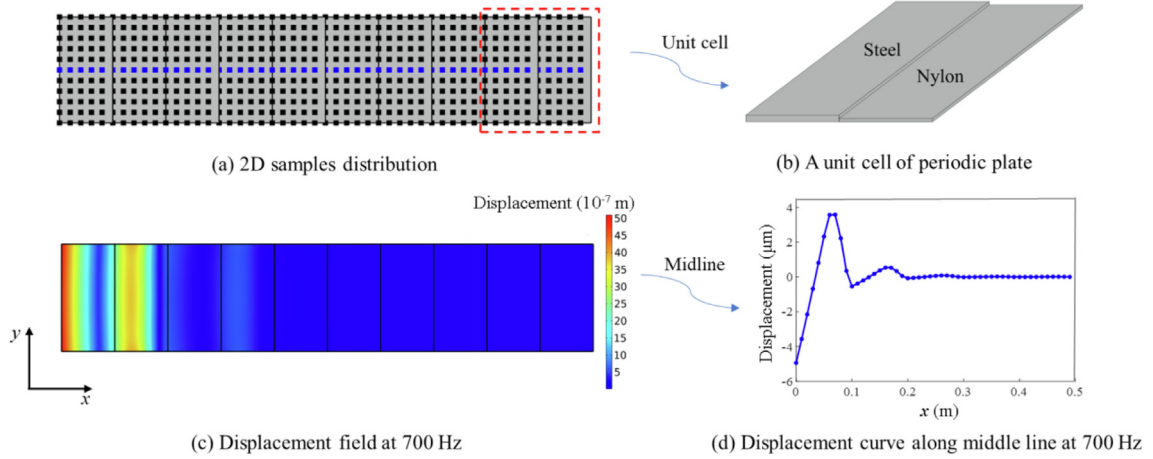 Unit cell
Steel
Nylon
(a) 2D samples distribution
(b) A unit cell of periodic plate
Displacement (10⁻⁷ m)
50
45
40
35
30
25
20
15
10
5
0
y
x
Midline
Displacement (μm)
4
2
0
-2
-4
-6
0
0.1
0.2
0.3
0.4
0.5
x (m)
(c) Displacement field at 700 Hz
(d) Displacement curve along middle line at 700 Hz